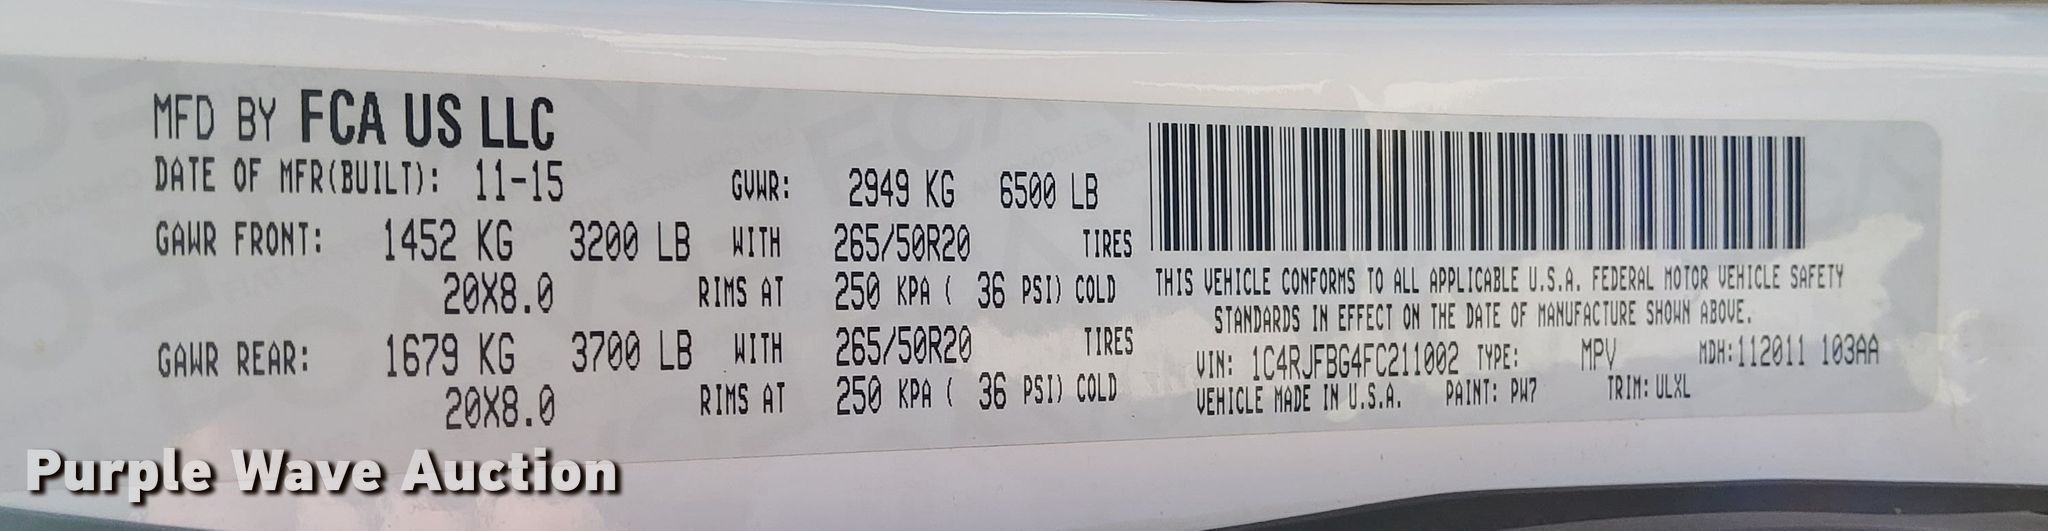 MFD BY FCA US LLC
DATE OF MFR(BUILT): 11-15 GVWR: 2949 KG 6500 LB
GAWR FRONT: 1452 KG 3200 LB WITH 265/50R20 TIRES
20X8.0 RIMS AT 250 KPA ( 36 PSI) COLD
GAWR REAR: 1679 KG 3700 LB WITH 265/50R20 TIRES
20X8.0 RIMS AT 250 KPA ( 36 PSI) COLD
THIS VEHICLE CONFORMS TO ALL APPLICABLE U.S.A. FEDERAL MOTOR VEHICLE SAFETY
STANDARDS IN EFFECT ON THE DATE OF MANUFACTURE SHOWN ABOVE.
VIN: 1C4RJFBG4FC211002 TYPE: MPV MDH:112011 103AA
VEHICLE MADE IN U.S.A. PAINT: PW7 TRIM: ULXL
Purple Wave Auction